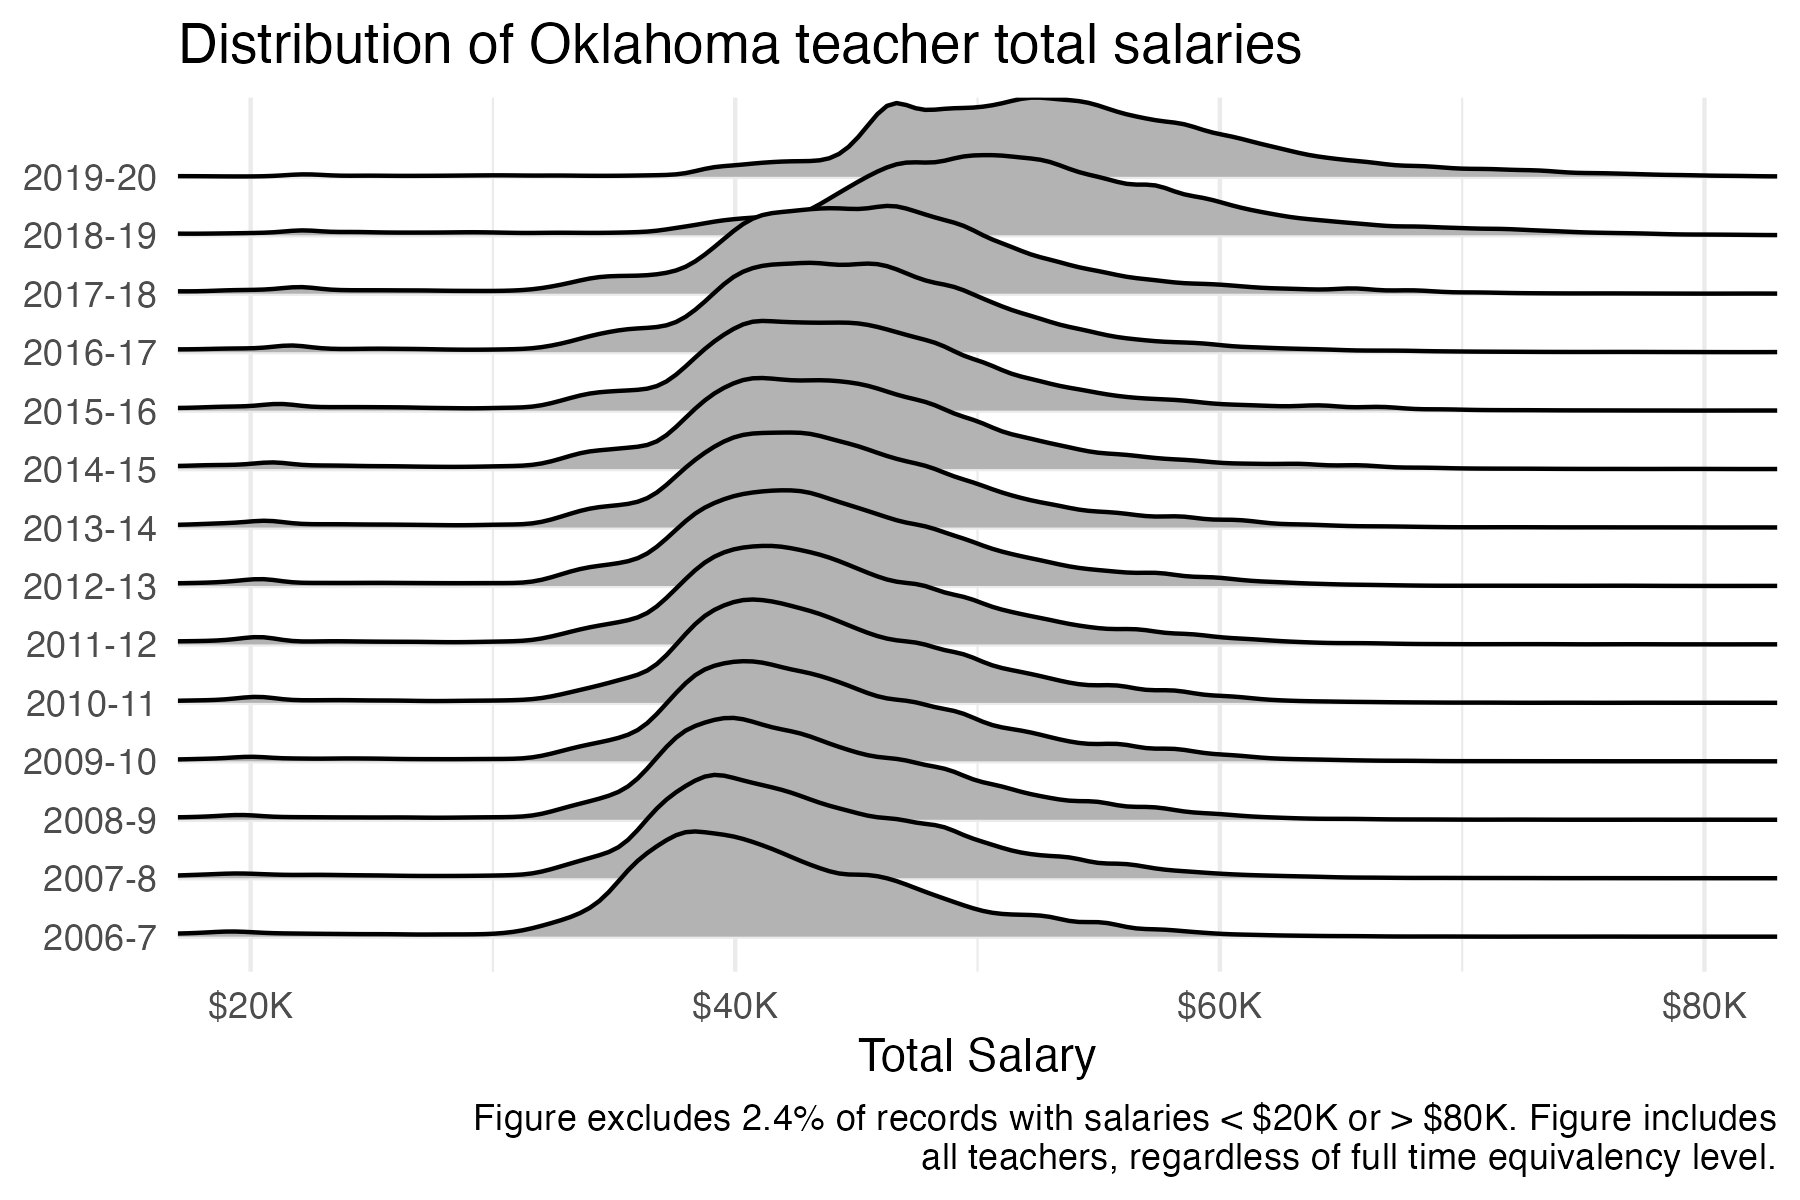 Distribution of Oklahoma teacher total salaries
2019-20
2018-19
2017-18
2016-17
2015-16
2014-15
2013-14
2012-13
2011-12
2010-11
2009-10
2008-9
2007-8
2006-7
$20K $40K $60K $80K
Total Salary
Figure excludes 2.4% of records with salaries < $20K or > $80K. Figure includes
all teachers, regardless of full time equivalency level.